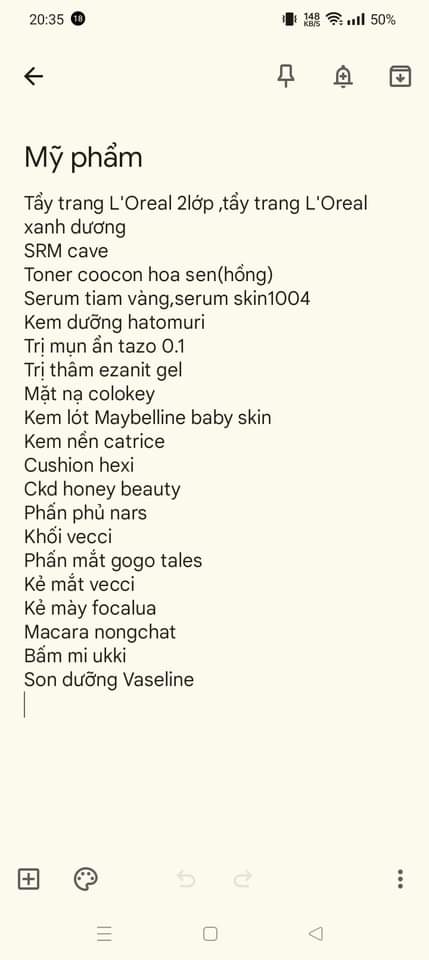 20:35 18 148 KB/S 50%
Mỹ phẩm
Tẩy trang L'Oreal 2lớp ,tẩy trang L'Oreal
xanh dương
SRM cave
Toner coocon hoa sen(hồng)
Serum tiam vàng,serum skin1004
Kem dưỡng hatomuri
Trị mụn ẩn tazo 0.1
Trị thâm ezanit gel
Mặt nạ colokey
Kem lót Maybelline baby skin
Kem nền catrice
Cushion hexi
Ckd honey beauty
Phấn phủ nars
Khối vecci
Phấn mắt gogo tales
Kẻ mắt vecci
Kẻ mày focalua
Macara nongchat
Bấm mi ukki
Son dưỡng Vaseline